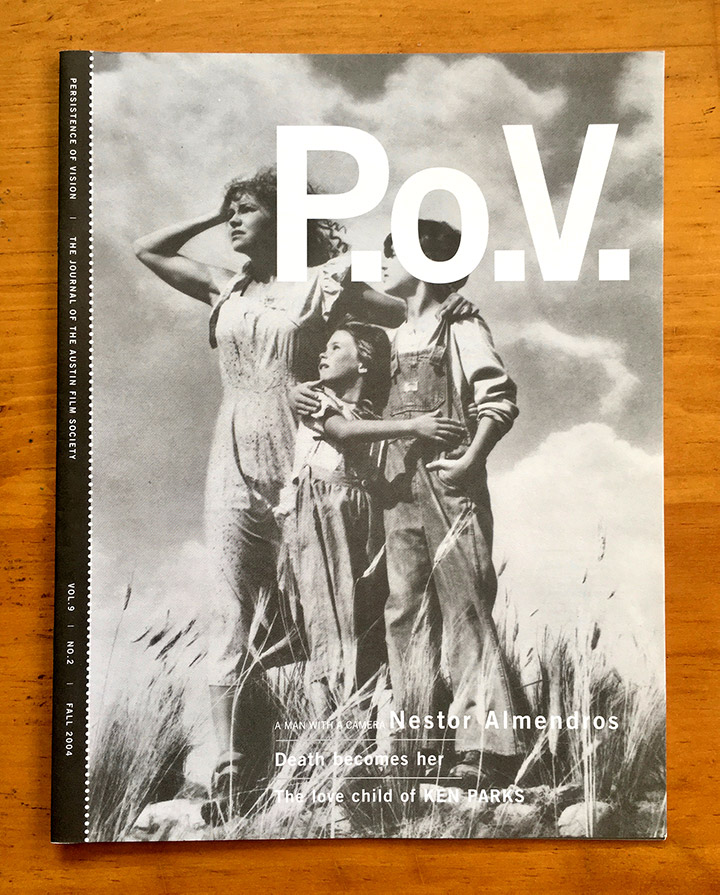 PERSISTENCE OF VISION | THE JOURNAL OF THE AUSTIN FILM SOCIETY VOL.9 | NO.2 | FALL 2004
P.o.V.
A MAN WITH A CAMERA Nestor Almendros
Death becomes her
The love child of KEN PARKS